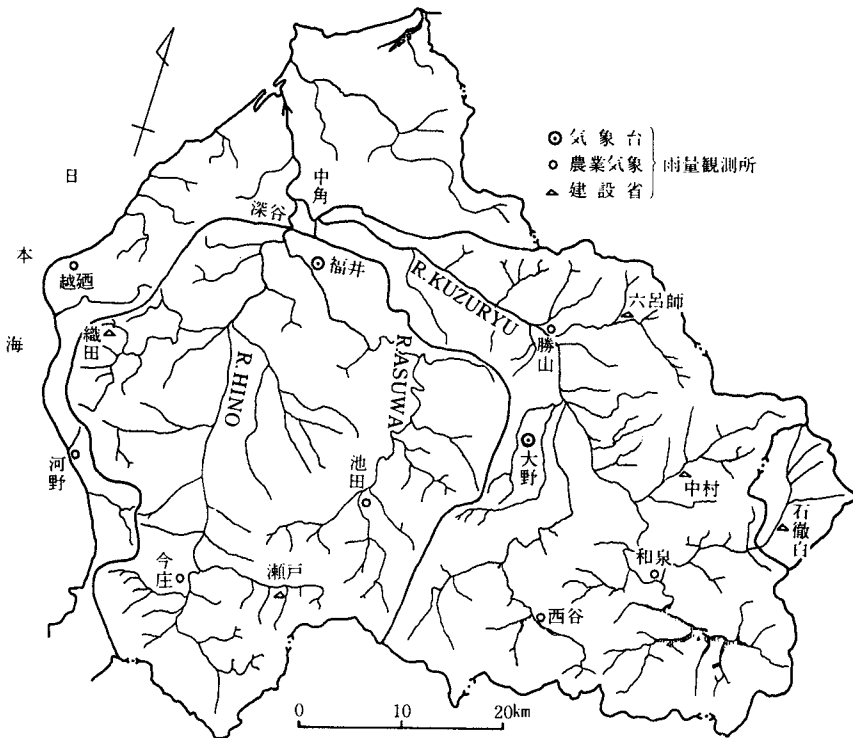 気象台
農業気象
建設省
雨量観測所
日
本
海
中角
深谷
福井
越廼
織田
R.KUZURYU
六呂師
勝山
R.HINO
R.ASUWA
河野
大野
池田
中村
石徹白
今庄
瀬戸
和泉
西谷
0 10 20km